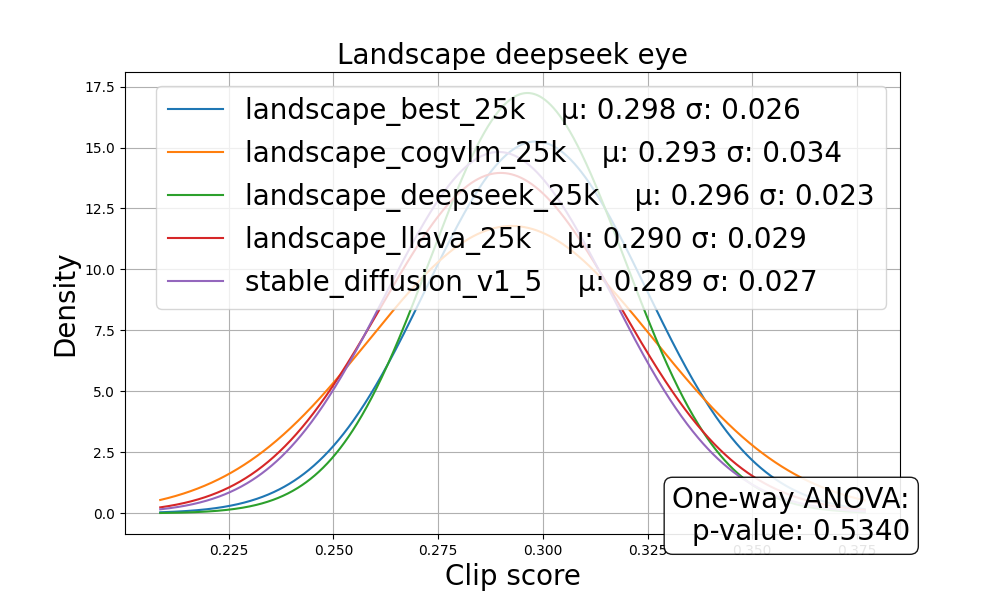 Landscape deepseek eye
17.5
15.0
12.5
10.0
7.5
5.0
2.5
0.0
Density
landscape_best_25k μ: 0.298 σ: 0.026
landscape_cogvlm_25k μ: 0.293 σ: 0.034
landscape_deepseek_25k μ: 0.296 σ: 0.023
landscape_llava_25k μ: 0.290 σ: 0.029
stable_diffusion_v1_5 μ: 0.289 σ: 0.027
One-way ANOVA:
p-value: 0.5340
0.225 0.250 0.275 0.300 0.325 0.350 0.375
Clip score